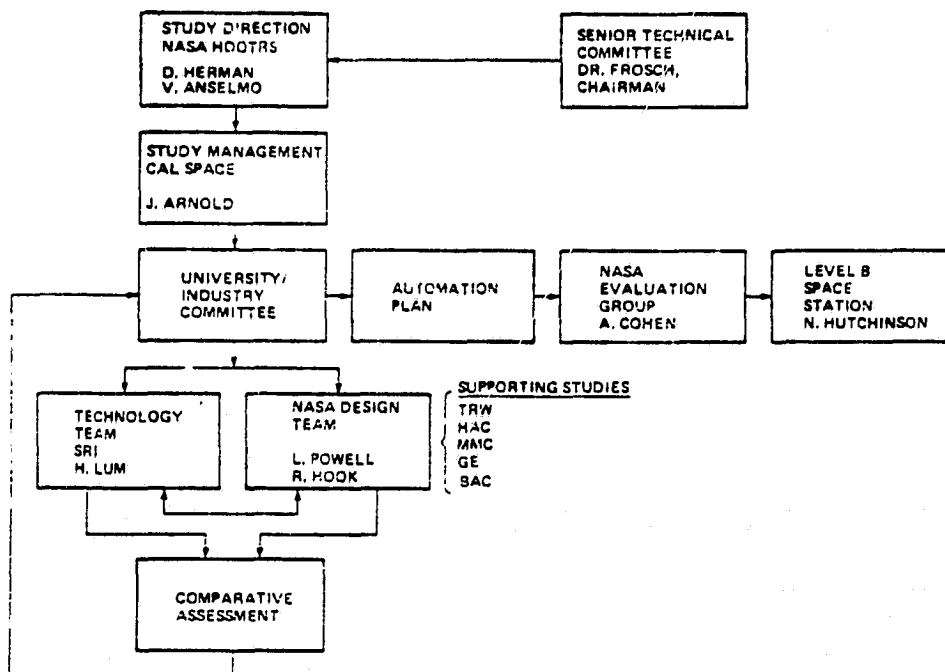 STUDY DIRECTION
NASA HDQTRS
D. HERMAN
V. ANSELMO
SENIOR TECHNICAL
COMMITTEE
DR. FROSCH,
CHAIRMAN
STUDY MANAGEMENT
CAL SPACE
J. ARNOLD
UNIVERSITY/
INDUSTRY
COMMITTEE
AUTOMATION
PLAN
NASA
EVALUATION
GROUP
A. COHEN
LEVEL B
SPACE
STATION
N. HUTCHINSON
TECHNOLOGY
TEAM
SRI
H. LUM
NASA DESIGN
TEAM
L. POWELL
R. HOOK
SUPPORTING STUDIES
TRW
HAC
MMC
GE
BAC
COMPARATIVE
ASSESSMENT